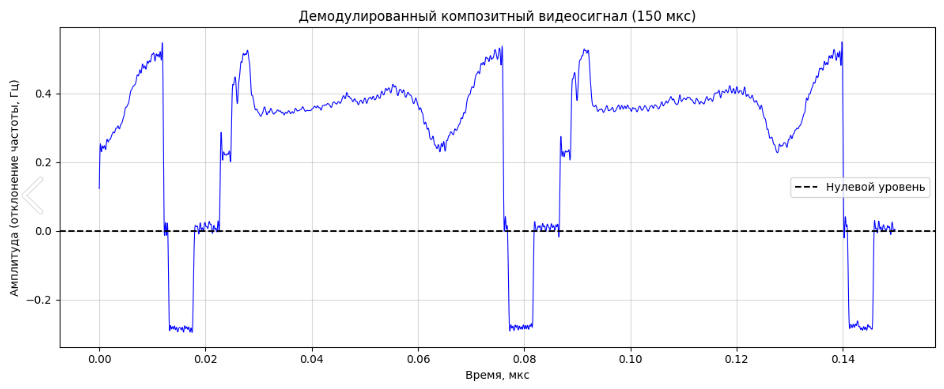 Демодулированный композитный видеосигнал (150 мкс)
Амплитуда (отклонение частоты, Гц)
0.4
0.2
0.0
−0.2
Нулевой уровень
0.00 0.02 0.04 0.06 0.08 0.10 0.12 0.14
Время, мкс